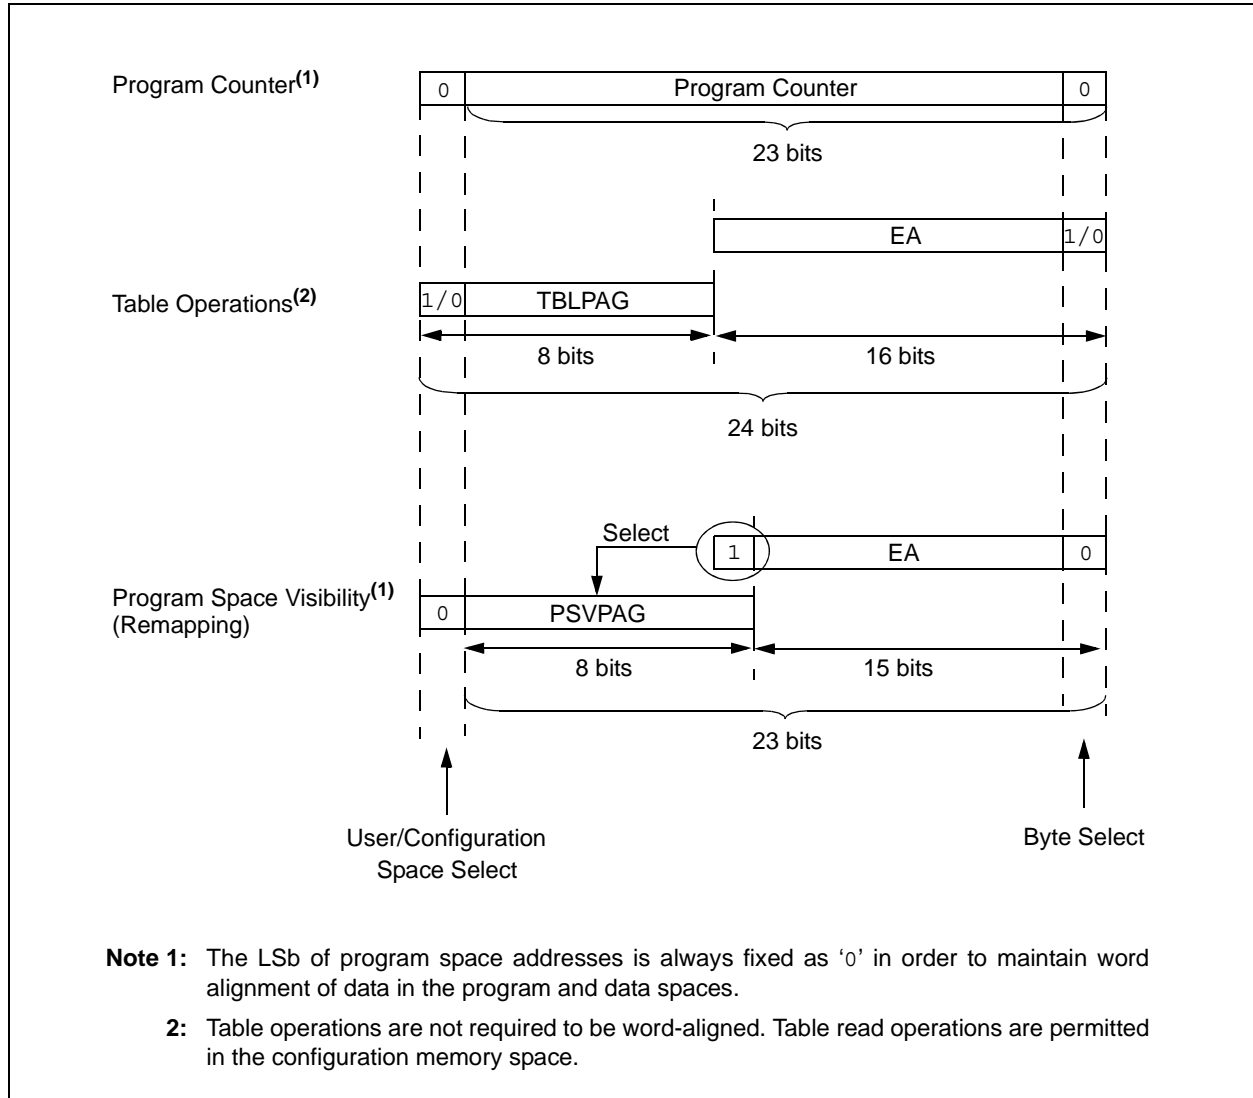 Program Counter(1)
0
Program Counter
0
23 bits
EA
1/0
Table Operations(2)
1/0
TBLPAG
8 bits
16 bits
24 bits
Select
1
EA
0
Program Space Visibility(1)
(Remapping)
0
PSVPAG
8 bits
15 bits
23 bits
User/Configuration
Space Select
Byte Select
Note 1: The LSb of program space addresses is always fixed as ‘0’ in order to maintain word
alignment of data in the program and data spaces.
2: Table operations are not required to be word-aligned. Table read operations are permitted
in the configuration memory space.